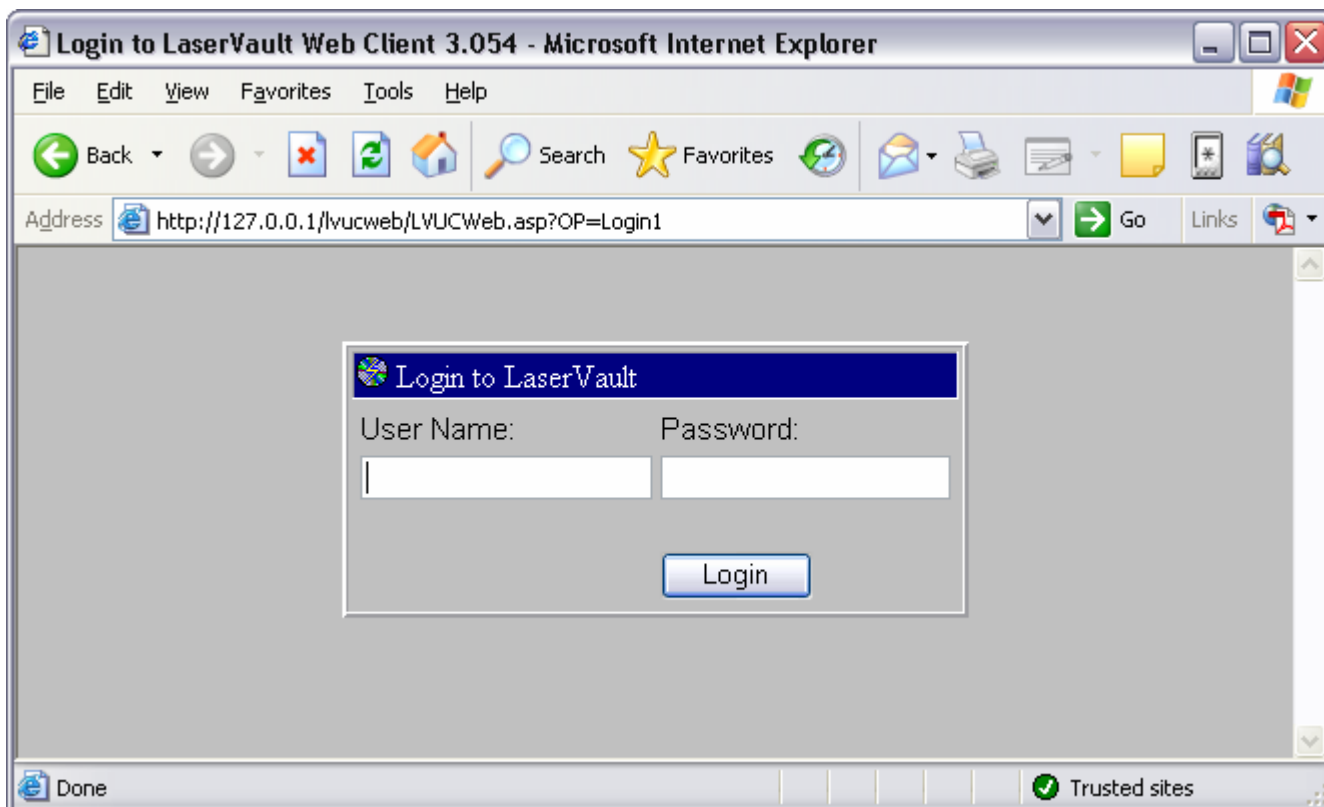 Login to LaserVault Web Client 3.054 - Microsoft Internet Explorer
File Edit View Favorites Tools Help
Back Search Favorites
Address http://127.0.0.1/lvucweb/LVUCWeb.asp?OP=Login1 Go Links
Login to LaserVault
User Name: Password:
Login
Done Trusted sites